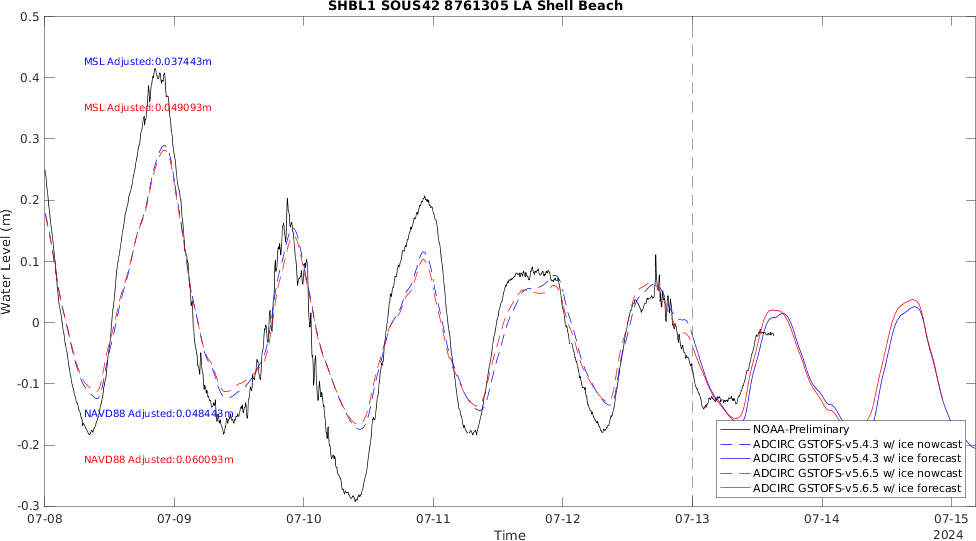 SHBL1 SOUS42 8761305 LA Shell Beach
0.5
0.4
0.3
0.2
0.1
0
-0.1
-0.2
-0.3
Water Level (m)
MSL Adjusted:0.037443m
MSL Adjusted:0.049093m
NAVD88 Adjusted:0.048443m
NAVD88 Adjusted:0.060093m
NOAA-Preliminary
ADCIRC GSTOFS-v5.4.3 w/ ice nowcast
ADCIRC GSTOFS-v5.4.3 w/ ice forecast
ADCIRC GSTOFS-v5.6.5 w/ ice nowcast
ADCIRC GSTOFS-v5.6.5 w/ ice forecast
07-08 07-09 07-10 07-11 07-12 07-13 07-14 07-15
Time
2024